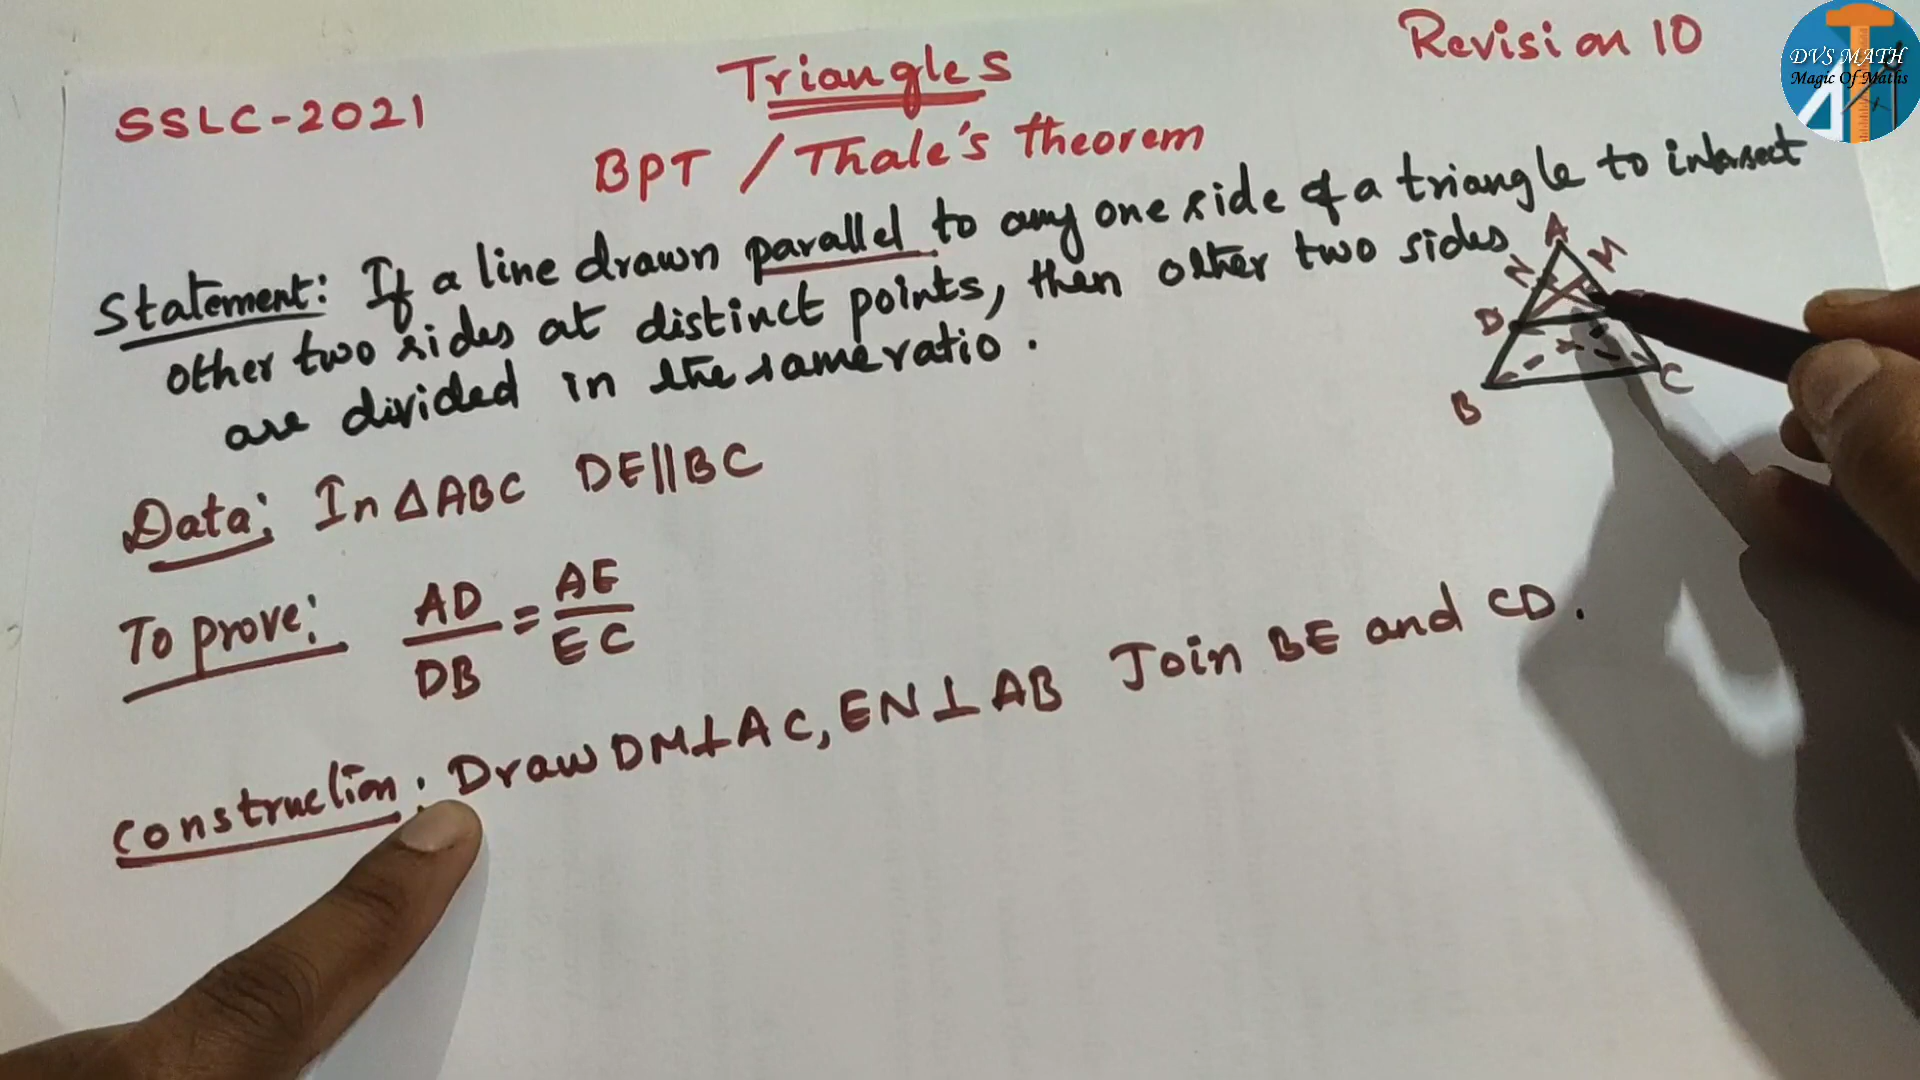 Revision 10
DVS MATH
Magic Of Maths
Triangles
SSLC-2021
BPT / Thale's theorem
Statement: If a line drawn parallel to any one side of a triangle to intersect
other two sides at distinct points, then other two sides
are divided in the same ratio.
A
N M
D
B C
Data: In △ABC DE||BC
To prove: AD/DB = AE/EC
Construction: Draw DM⊥AC, EN⊥AB Join BE and CD.